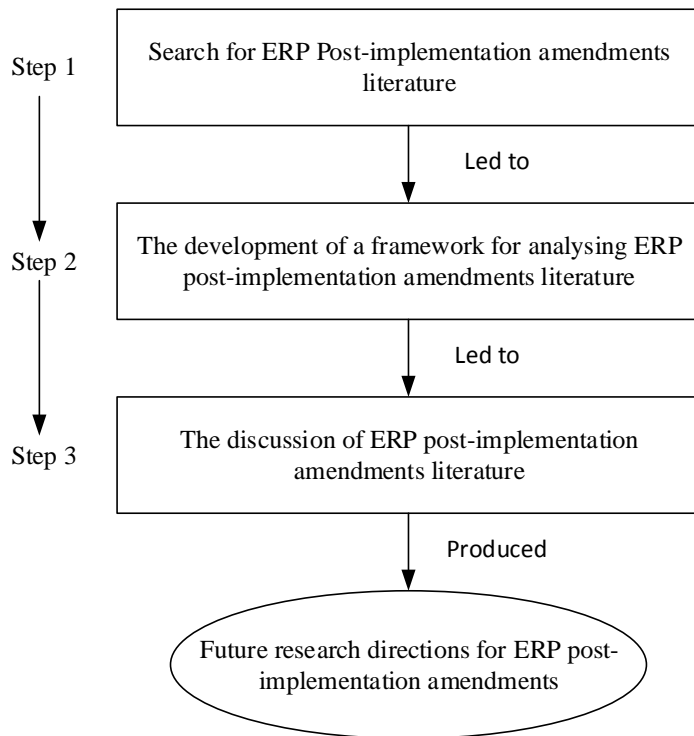 Step 1
Search for ERP Post-implementation amendments
literature
Led to
Step 2
The development of a framework for analysing ERP
post-implementation amendments literature
Led to
Step 3
The discussion of ERP post-implementation
amendments literature
Produced
Future research directions for ERP post-
implementation amendments